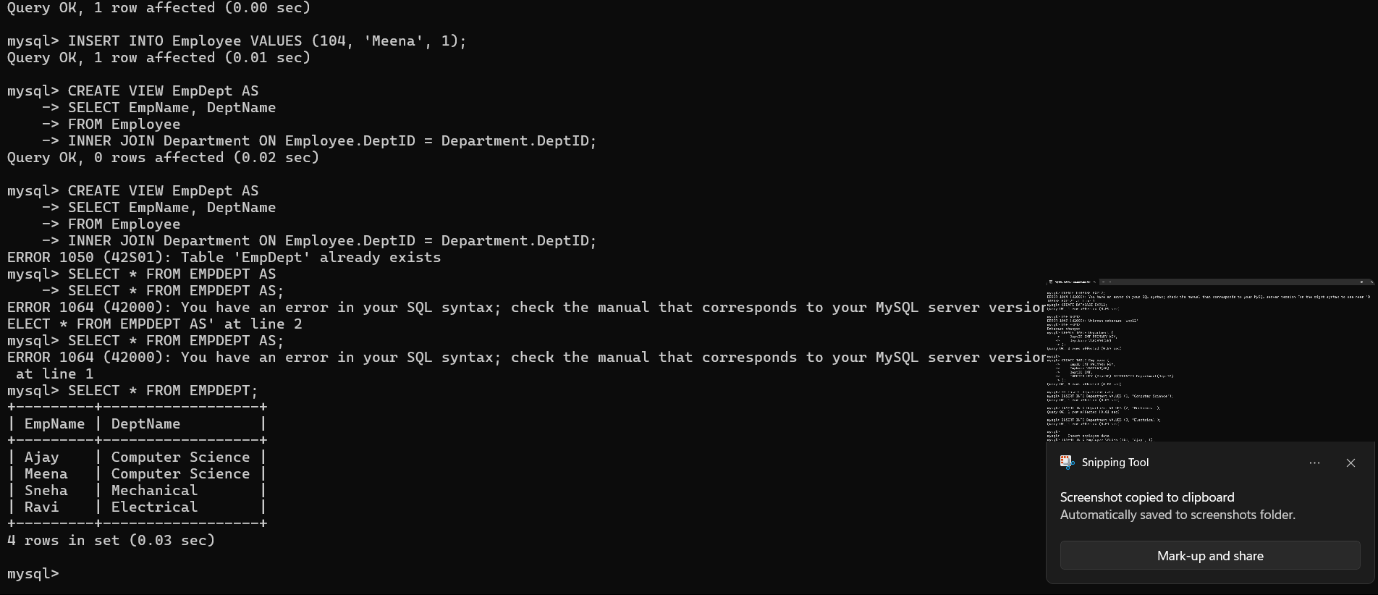 Query OK, 1 row affected (0.00 sec)
mysql> INSERT INTO Employee VALUES (104, 'Meena', 1);
Query OK, 1 row affected (0.01 sec)
mysql> CREATE VIEW EmpDept AS
    -> SELECT EmpName, DeptName
    -> FROM Employee
    -> INNER JOIN Department ON Employee.DeptID = Department.DeptID;
Query OK, 0 rows affected (0.02 sec)
mysql> CREATE VIEW EmpDept AS
    -> SELECT EmpName, DeptName
    -> FROM Employee
    -> INNER JOIN Department ON Employee.DeptID = Department.DeptID;
ERROR 1050 (42S01): Table 'EmpDept' already exists
mysql> SELECT * FROM EMPDEPT AS
    -> SELECT * FROM EMPDEPT AS;
ERROR 1064 (42000): You have an error in your SQL syntax; check the manual that corresponds to your MySQL server version
ELECT * FROM EMPDEPT AS' at line 2
mysql> SELECT * FROM EMPDEPT AS;
ERROR 1064 (42000): You have an error in your SQL syntax; check the manual that corresponds to your MySQL server version
 at line 1
mysql> SELECT * FROM EMPDEPT;
+---------+------------------+
| EmpName | DeptName         |
+---------+------------------+
| Ajay    | Computer Science |
| Meena   | Computer Science |
| Sneha   | Mechanical       |
| Ravi    | Electrical       |
+---------+------------------+
4 rows in set (0.03 sec)
mysql>
Snipping Tool
Screenshot copied to clipboard
Automatically saved to screenshots folder.
Mark-up and share